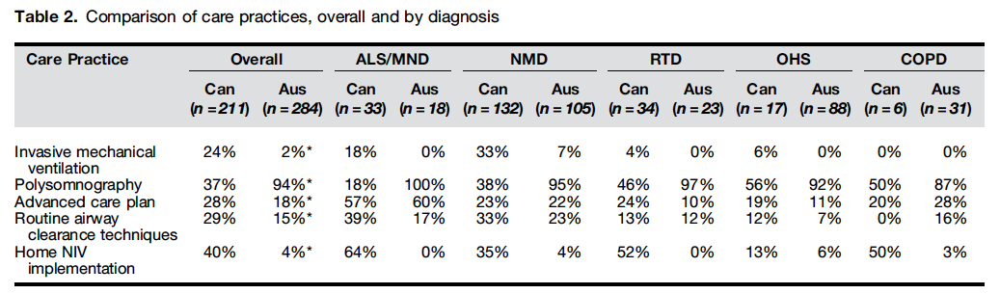 Table 2. Comparison of care practices, overall and by diagnosis
Care Practice Overall ALS/MND NMD RTD OHS COPD
Can Aus Can Aus Can Aus Can Aus Can Aus Can Aus
(n = 211) (n = 284) (n = 33) (n = 18) (n = 132) (n = 105) (n = 34) (n = 23) (n = 17) (n = 88) (n = 6) (n = 31)
Invasive mechanical 24% 2%* 18% 0% 33% 7% 4% 0% 6% 0% 0% 0%
ventilation
Polysomnography 37% 94%* 18% 100% 38% 95% 46% 97% 56% 92% 50% 87%
Advanced care plan 28% 18%* 57% 60% 23% 22% 24% 10% 19% 11% 20% 28%
Routine airway 29% 15%* 39% 17% 33% 23% 13% 12% 12% 7% 0% 16%
clearance techniques
Home NIV 40% 4%* 64% 0% 35% 4% 52% 0% 13% 6% 50% 3%
implementation